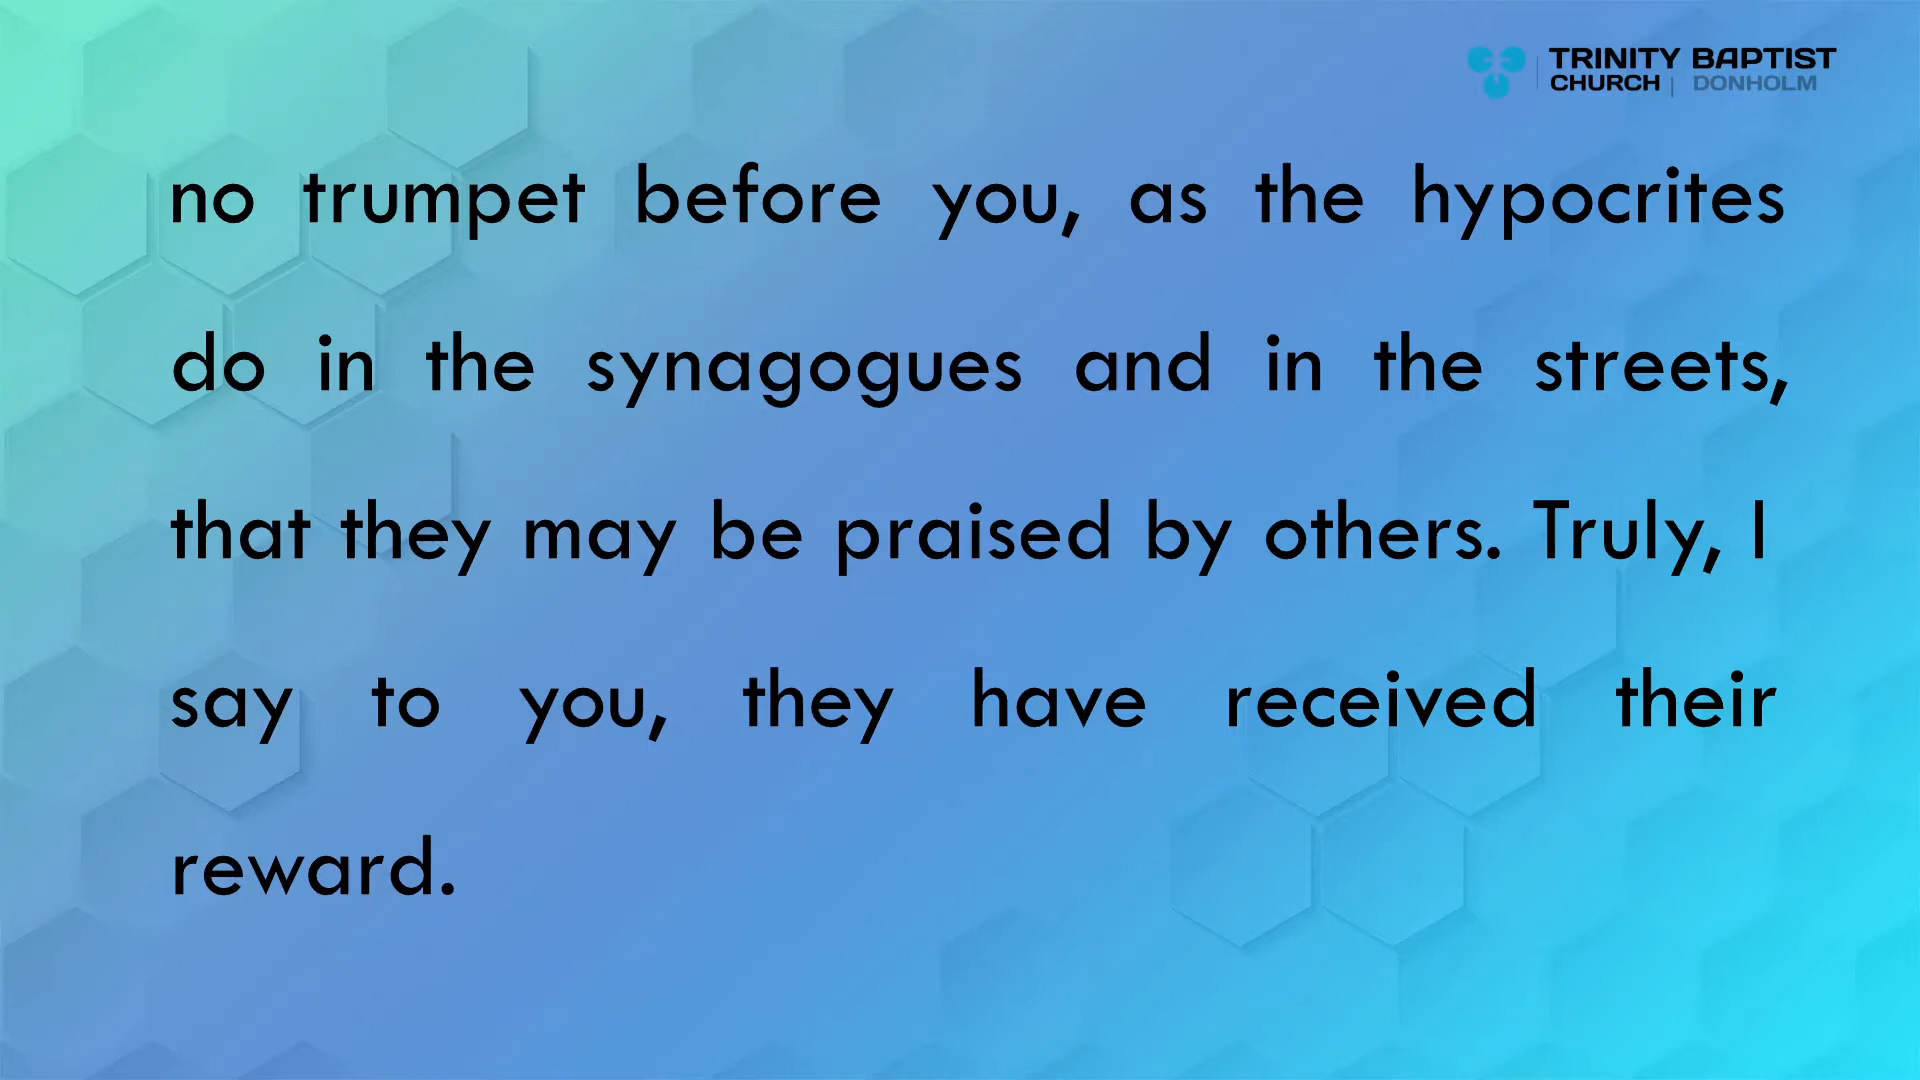 TRINITY BAPTIST
CHURCH | DONHOLM
no trumpet before you, as the hypocrites
do in the synagogues and in the streets,
that they may be praised by others. Truly, I
say to you, they have received their
reward.